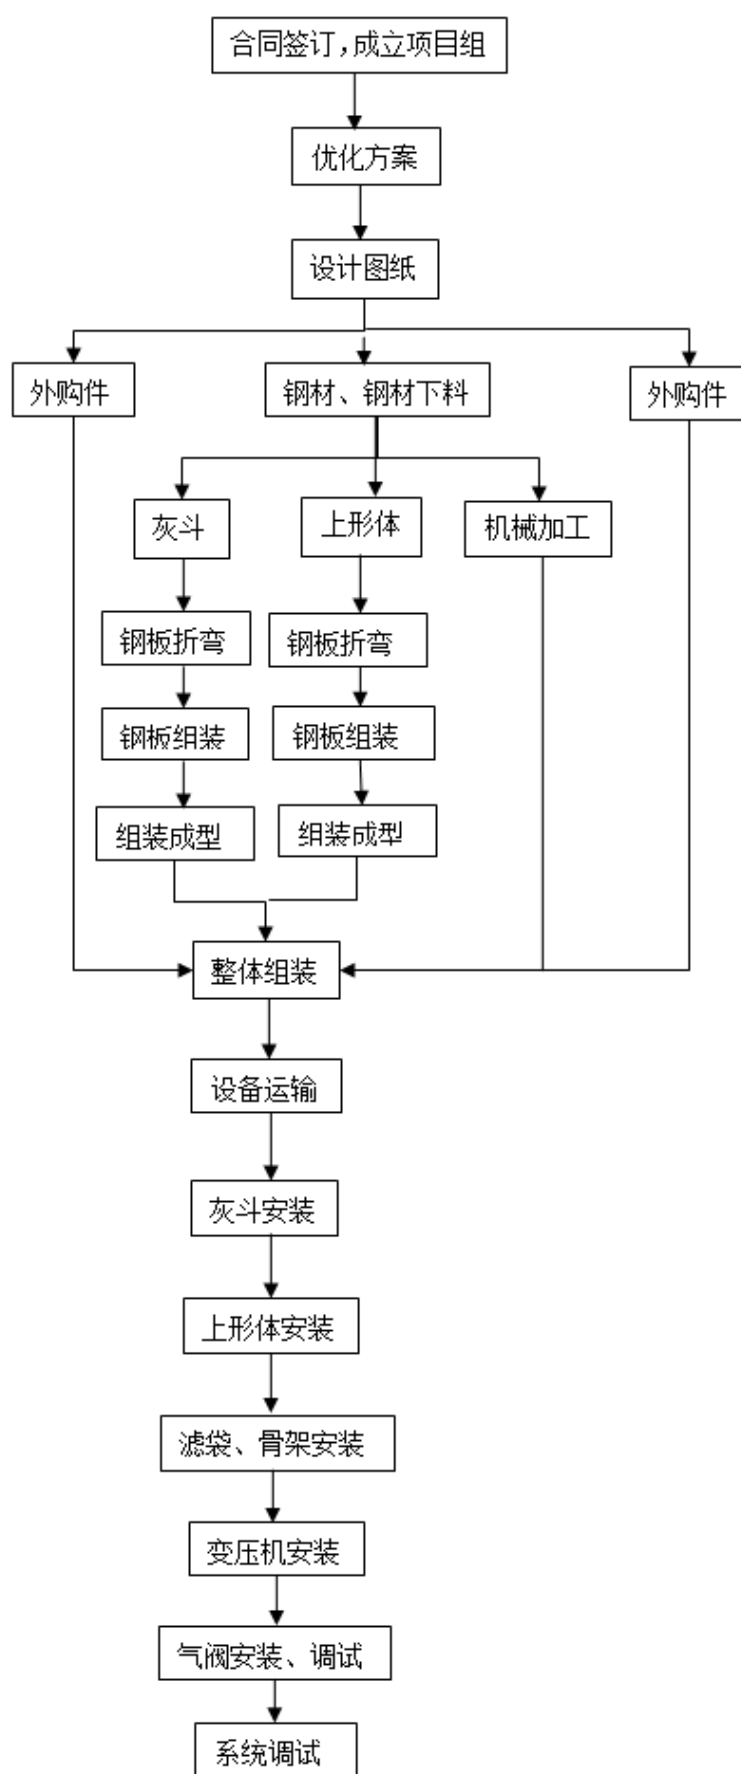 合同签订,成立项目组
优化方案
设计图纸
外购件
钢材、钢材下料
外购件
灰斗
上形体
机械加工
钢板折弯
钢板折弯
钢板组装
钢板组装
组装成型
组装成型
整体组装
设备运输
灰斗安装
上形体安装
滤袋、骨架安装
变压机安装
气阀安装、调试
系统调试